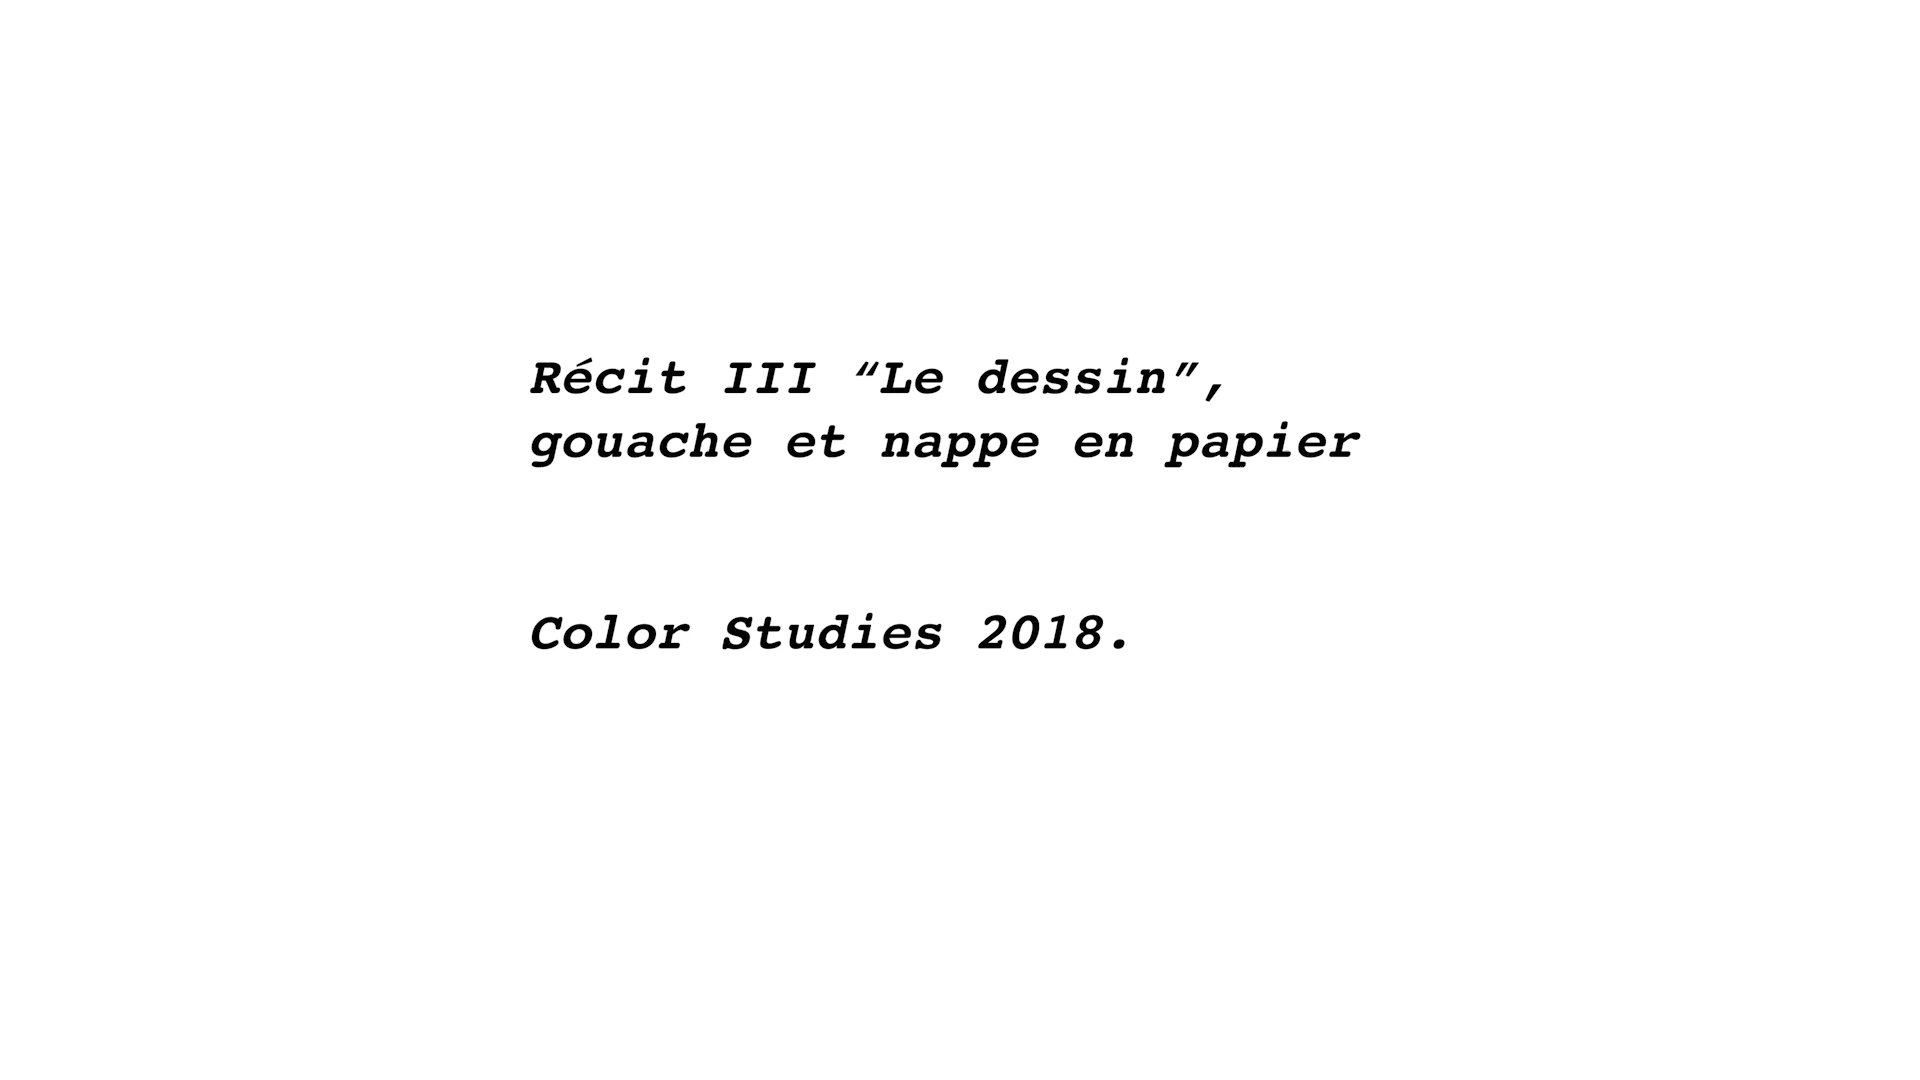 Récit III “Le dessin”,
gouache et nappe en papier
Color Studies 2018.